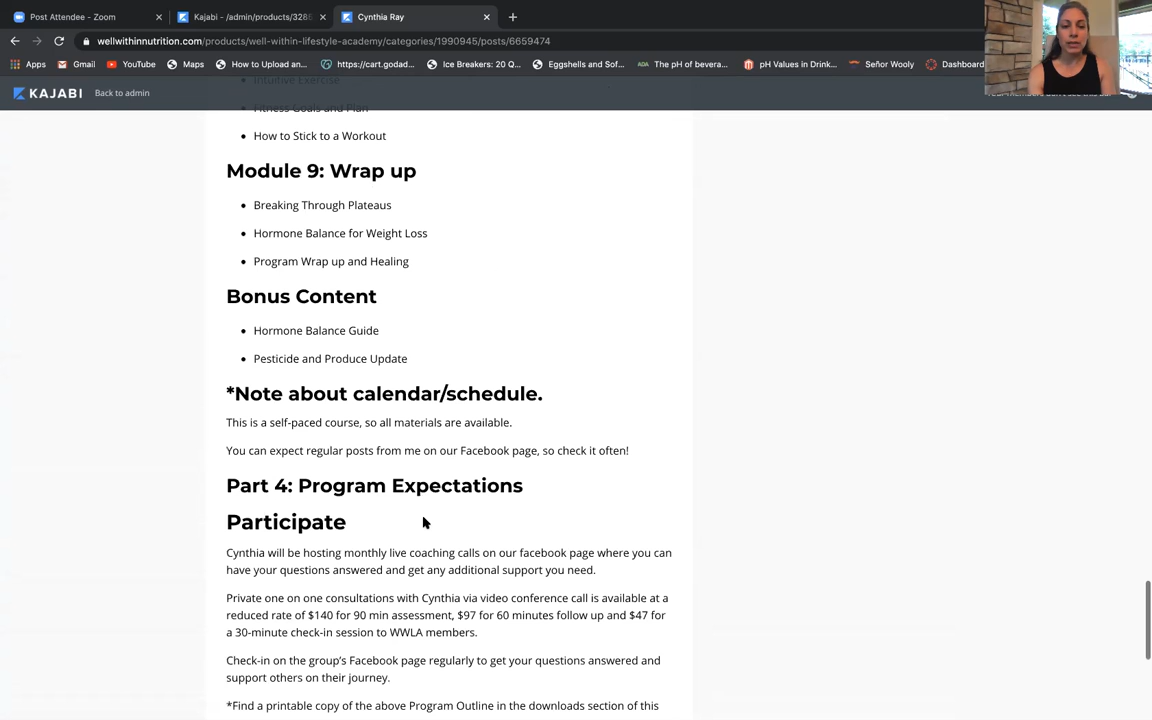 Post Attendee - Zoom
Kajabi - /admin/products/3288
Cynthia Ray
wellwithinnutrition.com/products/well-within-lifestyle-academy/categories/1990945/posts/6659474
Apps Gmail YouTube Maps How to Upload an... https://cart.godad... Ice Breakers: 20 Q... Eggshells and Sof... ADA The pH of bevera... pH Values in Drink... Señor Wooly Dashboard
KAJABI Back to admin
Intuitive Exercise
Fitness Goals and Plan
How to Stick to a Workout
Module 9: Wrap up
Breaking Through Plateaus
Hormone Balance for Weight Loss
Program Wrap up and Healing
Bonus Content
Hormone Balance Guide
Pesticide and Produce Update
*Note about calendar/schedule.
This is a self-paced course, so all materials are available.
You can expect regular posts from me on our Facebook page, so check it often!
Part 4: Program Expectations
Participate
Cynthia will be hosting monthly live coaching calls on our facebook page where you can
have your questions answered and get any additional support you need.
Private one on one consultations with Cynthia via video conference call is available at a
reduced rate of $140 for 90 min assessment, $97 for 60 minutes follow up and $47 for
a 30-minute check-in session to WWLA members.
Check-in on the group's Facebook page regularly to get your questions answered and
support others on their journey.
*Find a printable copy of the above Program Outline in the downloads section of this